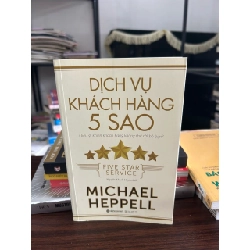 DỊCH VỤ
KHÁCH HÀNG
5 SAO
FIVE STAR
SERVICE
MICHAEL
HEPPELL